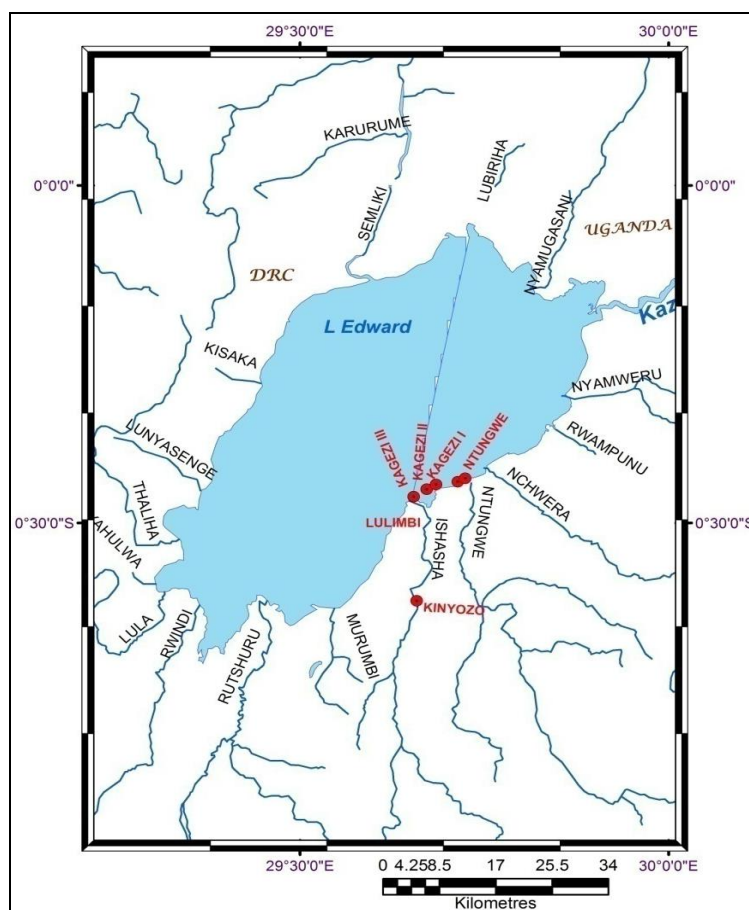 29°30'0"E
30°0'0"E
KARURUME
LUBIRIHA
0°0'0"
0°0'0"
SEMLIKI
NYAMUGASANI
UGANDA
DRC
Kaz
L Edward
KISAKA
NYAMWERU
LUNYASENGE
RWAMPUNU
KAGEZI III
KAGEZI II
KAGEZI I
NTUNGWE
NCHWERA
THALIHA
NTUNGWE
0°30'0"S
0°30'0"S
LULIMBI
ISHASHA
AHULWA
KINYOZO
LULA
RWINDI
RUTSHURU
MURUMBI
29°30'0"E
30°0'0"E
0 4.25 8.5 17 25.5 34
Kilometres